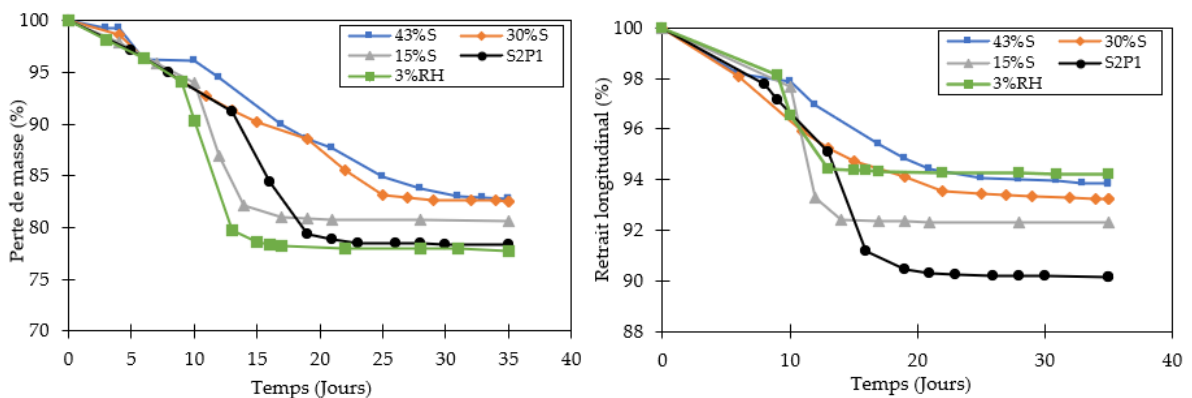 Perte de masse (%)
100
95
90
85
80
75
70
43%S 30%S
15%S S2P1
3%RH
0 5 10 15 20 25 30 35 40
Temps (Jours)
Retrait longitudinal (%)
100
98
96
94
92
90
88
43%S 30%S
15%S S2P1
3%RH
0 10 20 30 40
Temps (Jours)